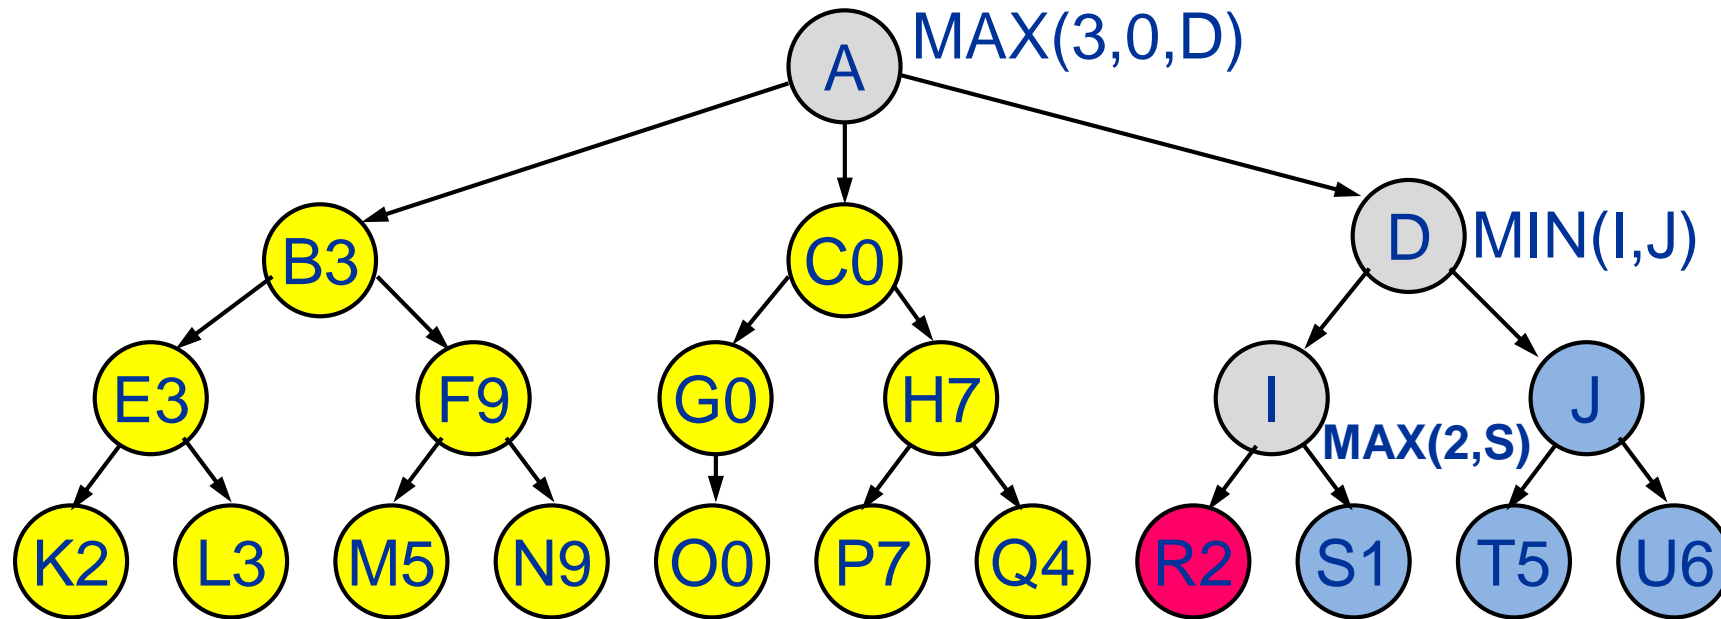 A MAX(3,0,D)
B3 C0 D MIN(I,J)
E3 F9 G0 H7 I J
MAX(2,S)
K2 L3 M5 N9 O0 P7 Q4 R2 S1 T5 U6